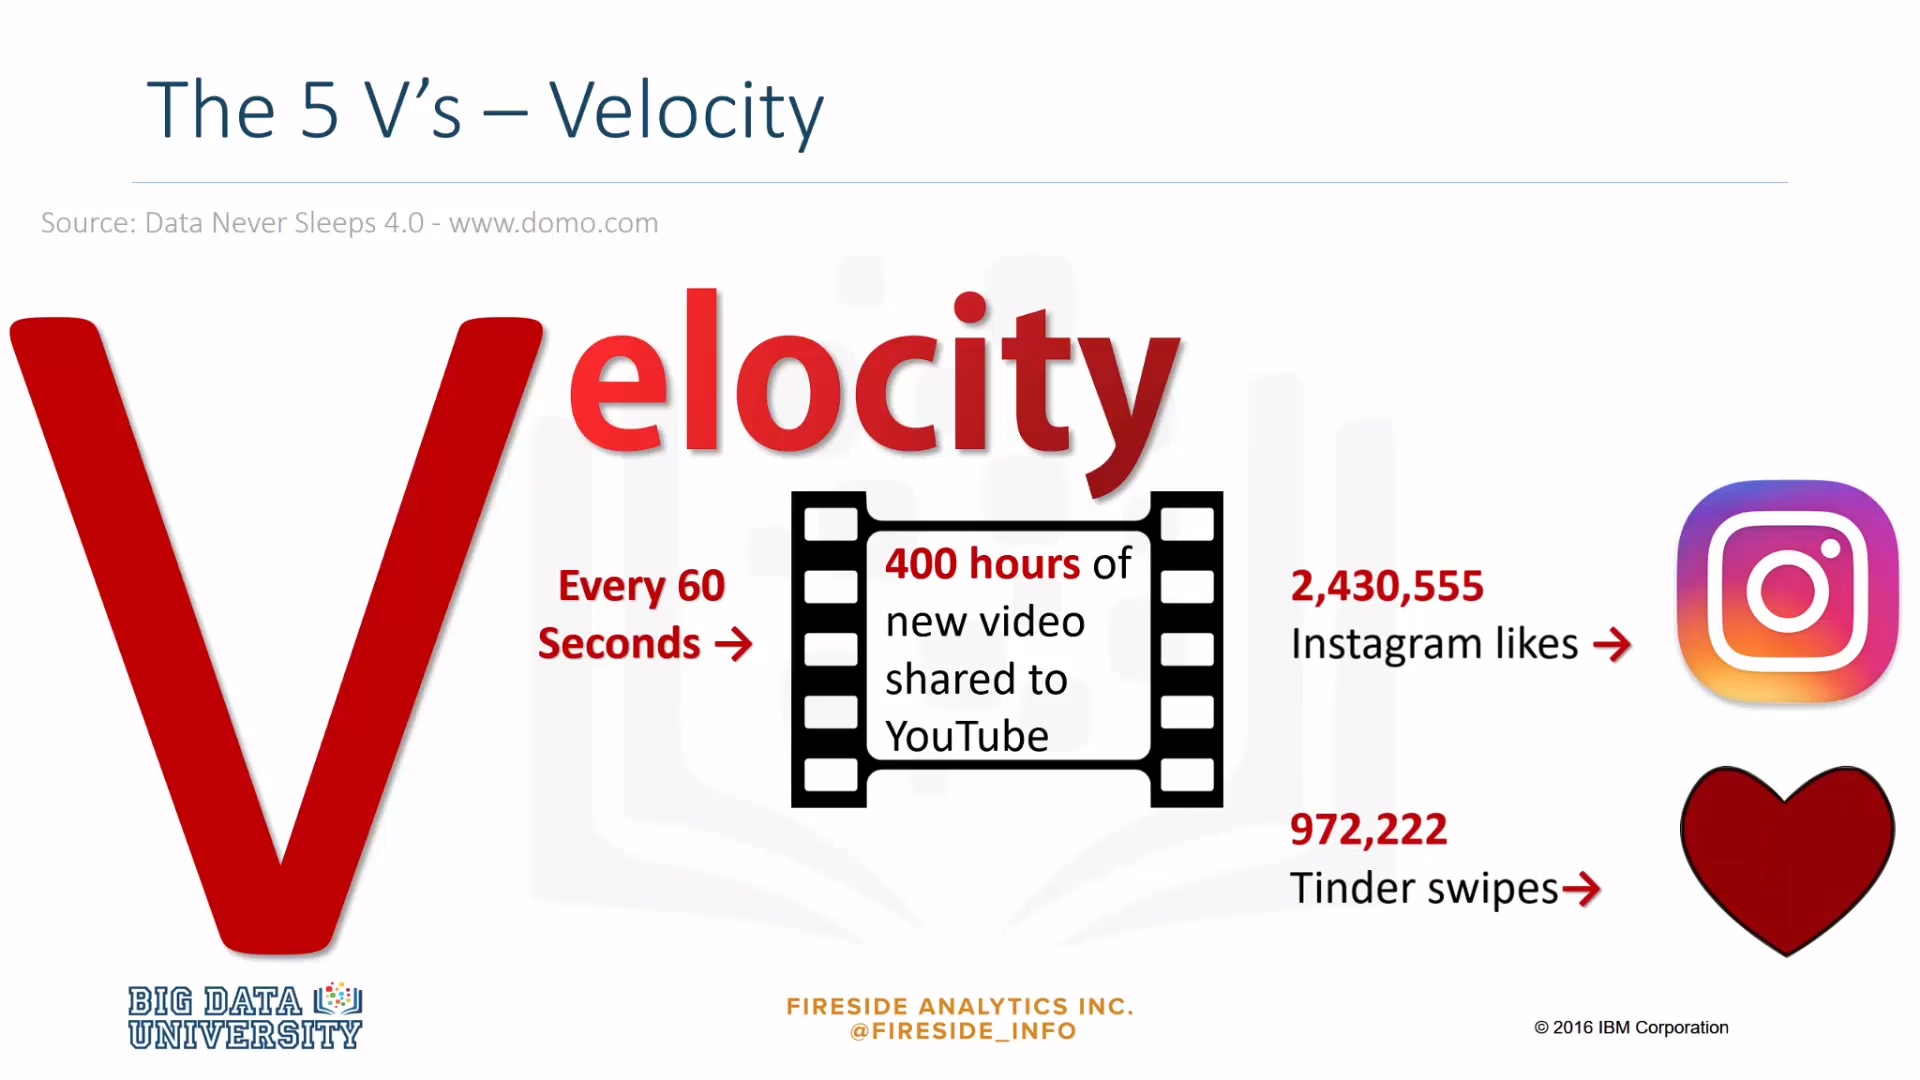 The 5 V’s – Velocity
Source: Data Never Sleeps 4.0 - www.domo.com
Velocity
Every 60
Seconds →
400 hours of
new video
shared to
YouTube
2,430,555
Instagram likes →
972,222
Tinder swipes→
BIG DATA
UNIVERSITY
FIRESIDE ANALYTICS INC.
@FIRESIDE_INFO
© 2016 IBM Corporation